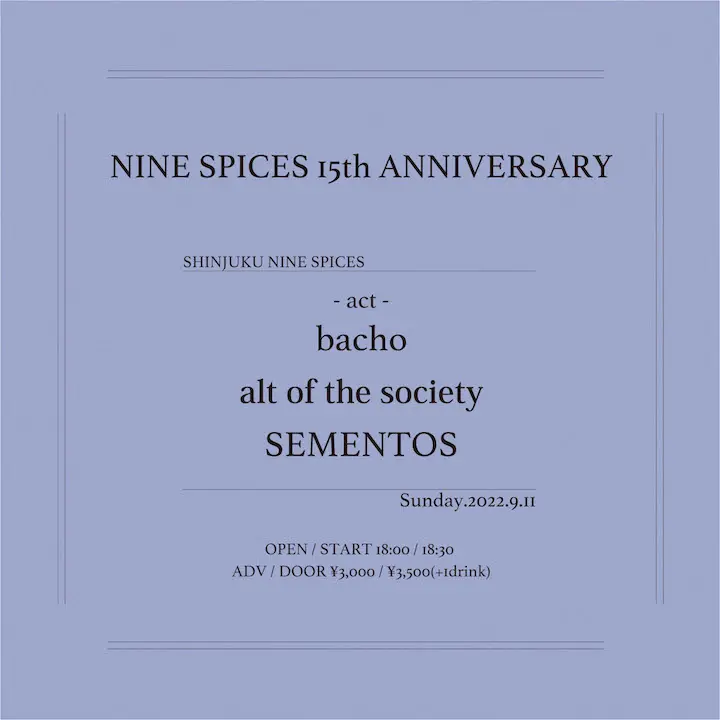 NINE SPICES 15th ANNIVERSARY
SHINJUKU NINE SPICES
- act -
bacho
alt of the society
SEMENTOS
Sunday.2022.9.11
OPEN / START 18:00 / 18:30
ADV / DOOR ¥3,000 / ¥3,500(+1drink)